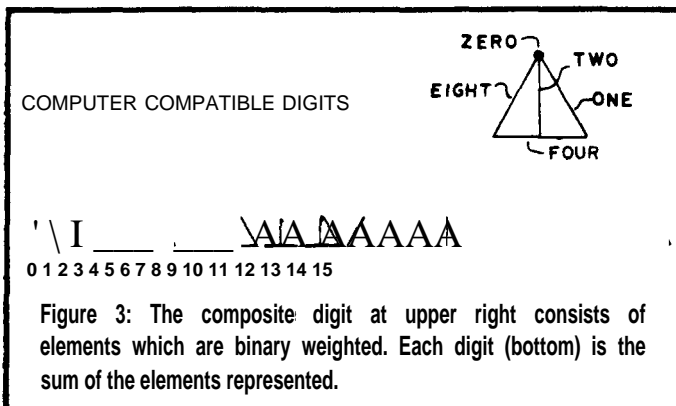 ZERO
TWO
EIGHT
ONE
FOUR
COMPUTER COMPATIBLE DIGITS
0 1 2 3 4 5 6 7 8 9 10 11 12 13 14 15
Figure 3: The composite digit at upper right consists of
elements which are binary weighted. Each digit (bottom) is the
sum of the elements represented.